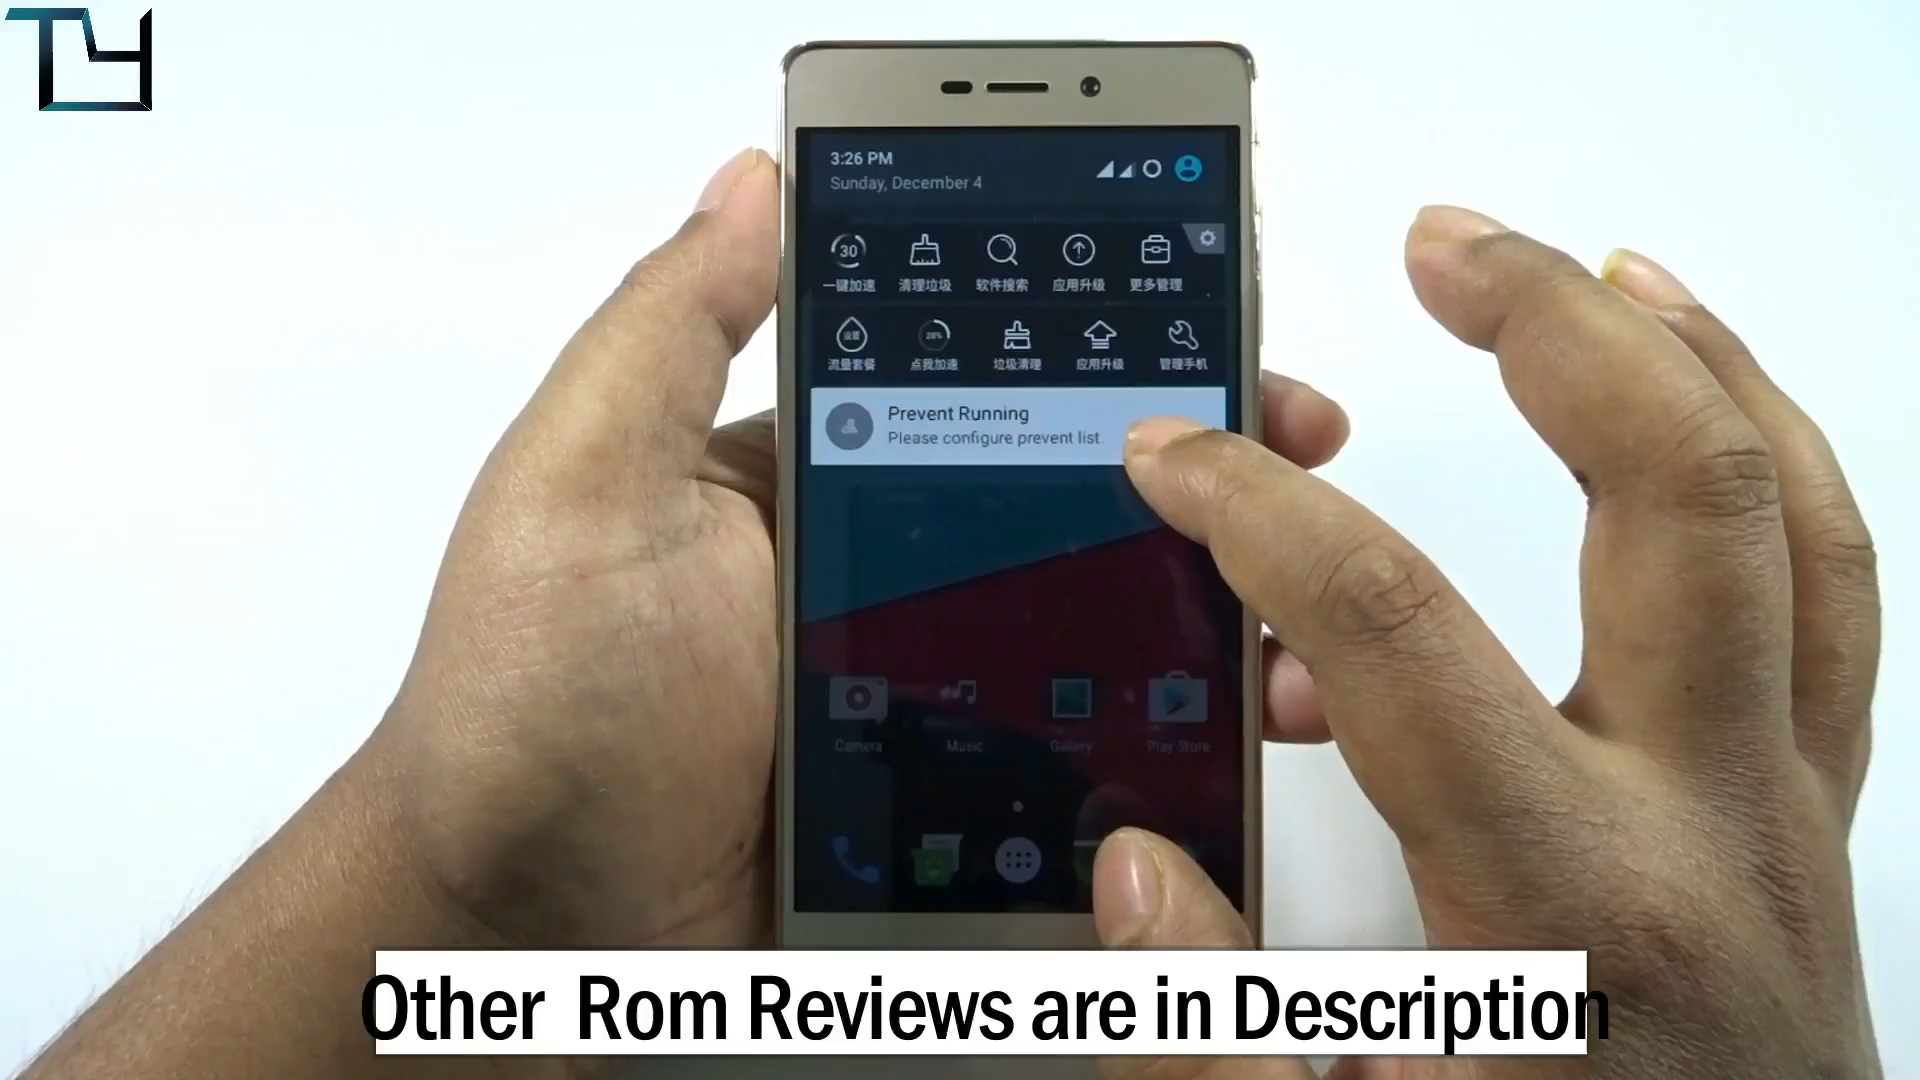 TY
3:26 PM
Sunday, December 4
30
一键加速 清理垃圾 软件搜索 应用升级 更多管理
28%
流量套餐 点我加速 垃圾清理 应用升级 管理手机
Prevent Running
Please configure prevent list
Camera Music Gallery Play Store
Other Rom Reviews are in Description